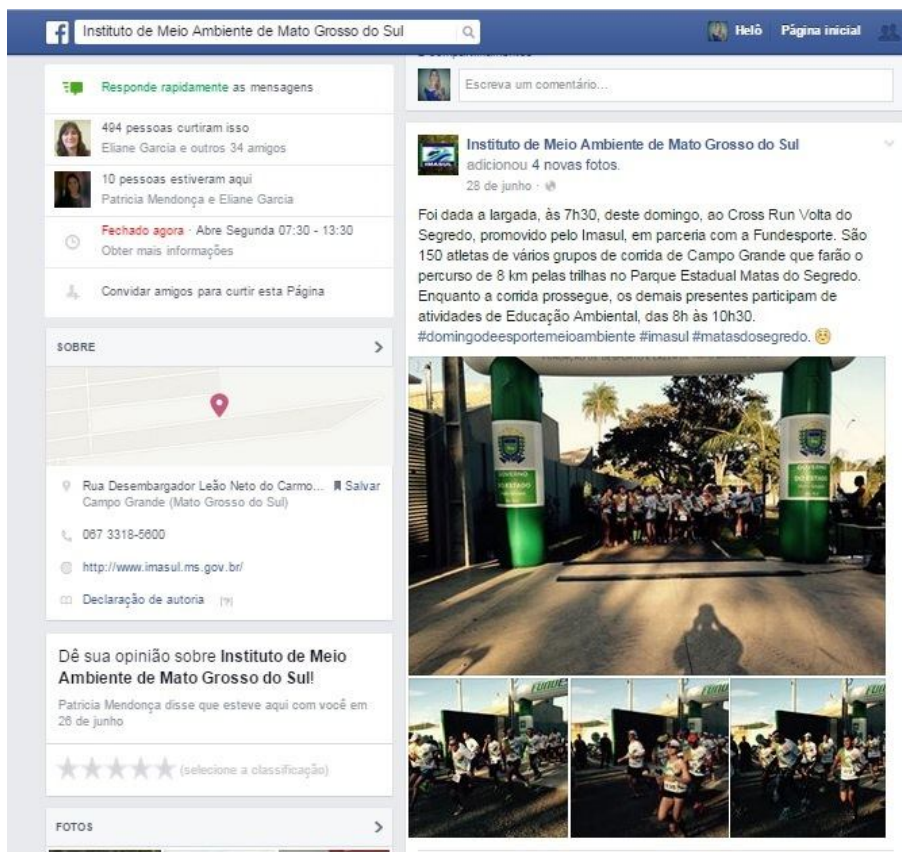 Instituto de Meio Ambiente de Mato Grosso do Sul
Helô
Página inicial
Responde rapidamente as mensagens
494 pessoas curtiram isso
Eliane Garcia e outros 34 amigos
10 pessoas estiveram aqui
Patricia Mendonça e Eliane Garcia
Fechado agora · Abre Segunda 07:30 - 13:30
Obter mais informações
Convidar amigos para curtir esta Página
SOBRE
Rua Desembargador Leão Neto do Carmo... Salvar
Campo Grande (Mato Grosso do Sul)
067 3318-5600
http://www.imasul.ms.gov.br/
Declaração de autoria [?]
Dê sua opinião sobre Instituto de Meio
Ambiente de Mato Grosso do Sul!
Patricia Mendonça disse que esteve aqui com você em
26 de junho
(selecione a classificação)
FOTOS
Escreva um comentário...
IMASUL
Instituto de Meio Ambiente de Mato Grosso do Sul
adicionou 4 novas fotos.
28 de junho ·
Foi dada a largada, às 7h30, deste domingo, ao Cross Run Volta do
Segredo, promovido pelo Imasul, em parceria com a Fundesporte. São
150 atletas de vários grupos de corrida de Campo Grande que farão o
percurso de 8 km pelas trilhas no Parque Estadual Matas do Segredo.
Enquanto a corrida prossegue, os demais presentes participam de
atividades de Educação Ambiental, das 8h às 10h30.
#domingodeesportemeioambiente #imasul #matasdosegredo.
GOVERNO
DO ESTADO
GOVERNO
DO ESTADO